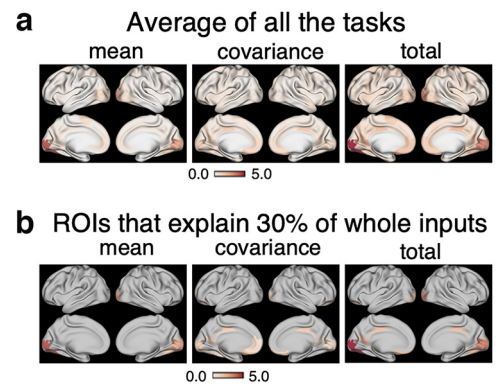 a Average of all the tasks
mean covariance total
0.0 5.0
b ROIs that explain 30% of whole inputs
mean covariance total
0.0 5.0